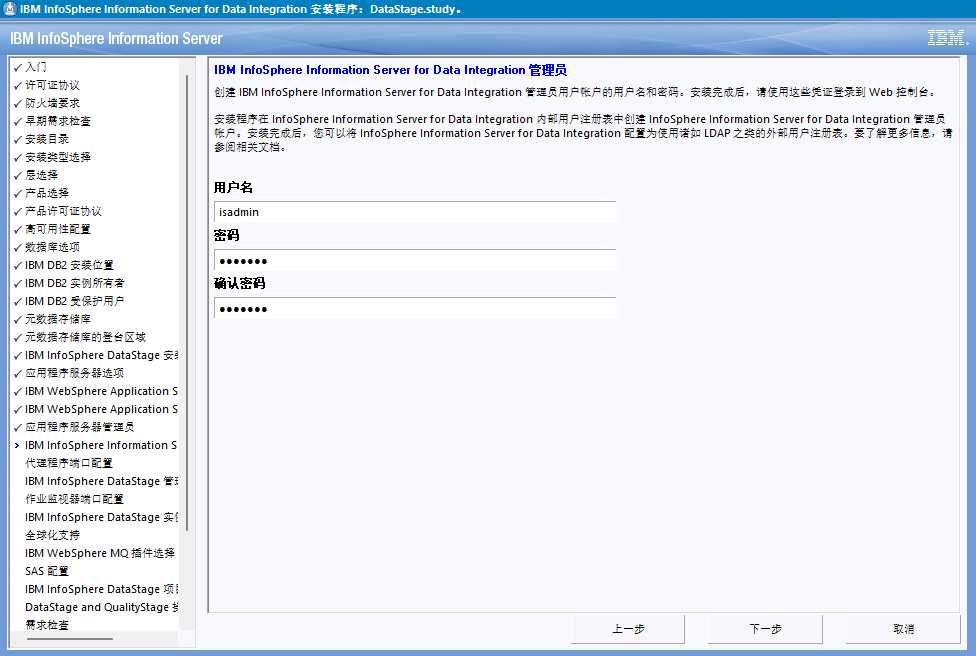 IBM InfoSphere Information Server for Data Integration 安装程序：DataStage.study。
IBM InfoSphere Information Server
IBM
入门
许可证协议
防火墙要求
早期需求检查
安装目录
安装类型选择
层选择
产品选择
产品许可证协议
高可用性配置
数据库选项
IBM DB2 安装位置
IBM DB2 实例所有者
IBM DB2 受保护用户
元数据存储库
元数据存储库的登台区域
IBM InfoSphere DataStage 安装
应用程序服务器选项
IBM WebSphere Application S
IBM WebSphere Application S
应用程序服务器管理员
IBM InfoSphere Information S
代理程序端口配置
IBM InfoSphere DataStage 管理
作业监视器端口配置
IBM InfoSphere DataStage 实例
全球化支持
IBM WebSphere MQ 插件选择
SAS 配置
IBM InfoSphere DataStage 项目
DataStage and QualityStage
需求检查
IBM InfoSphere Information Server for Data Integration 管理员
创建 IBM InfoSphere Information Server for Data Integration 管理员用户帐户的用户名和密码。安装完成后，请使用这些凭证登录到 Web 控制台。
安装程序在 InfoSphere Information Server for Data Integration 内部用户注册表中创建 InfoSphere Information Server for Data Integration 管理员
帐户。安装完成后，您可以将 InfoSphere Information Server for Data Integration 配置为使用诸如 LDAP 之类的外部用户注册表。要了解更多信息，请
参阅相关文档。
用户名
isadmin
密码
●●●●●●●
确认密码
●●●●●●●
上一步
下一步
取消